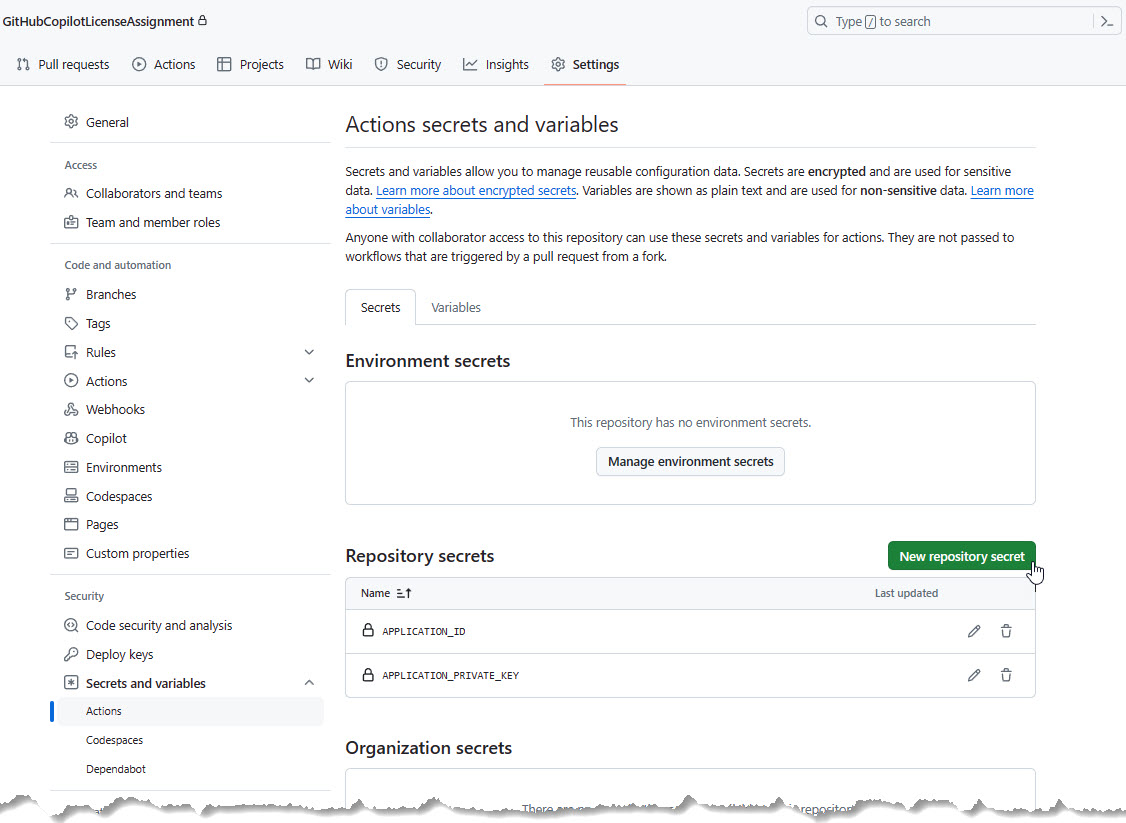 GitHubCopilotLicenseAssignment
Type / to search
Pull requests
Actions
Projects
Wiki
Security
Insights
Settings
General
Access
Collaborators and teams
Team and member roles
Code and automation
Branches
Tags
Rules
Actions
Webhooks
Copilot
Environments
Codespaces
Pages
Custom properties
Security
Code security and analysis
Deploy keys
Secrets and variables
Actions
Codespaces
Dependabot
Actions secrets and variables
Secrets and variables allow you to manage reusable configuration data. Secrets are encrypted and are used for sensitive
data. Learn more about encrypted secrets. Variables are shown as plain text and are used for non-sensitive data. Learn more
about variables.
Anyone with collaborator access to this repository can use these secrets and variables for actions. They are not passed to
workflows that are triggered by a pull request from a fork.
Secrets
Variables
Environment secrets
This repository has no environment secrets.
Manage environment secrets
Repository secrets
New repository secret
Name
Last updated
APPLICATION_ID
APPLICATION_PRIVATE_KEY
Organization secrets
There are